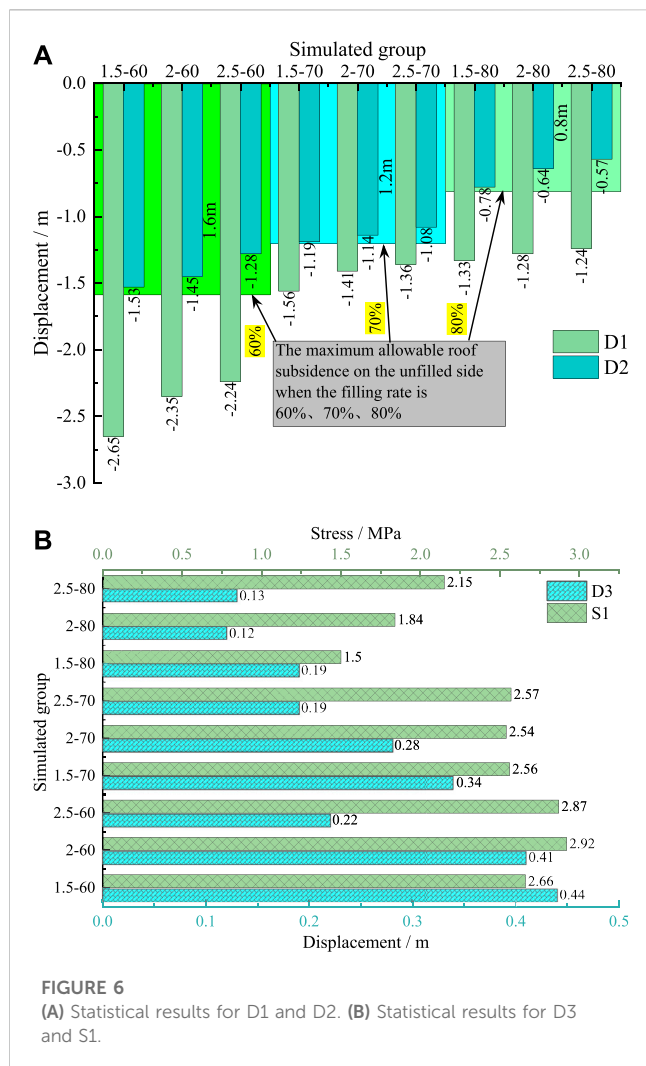 A
Simulated group
1.5-60 2-60 2.5-60 1.5-70 2-70 2.5-70 1.5-80 2-80 2.5-80
Displacement / m
0.0
-0.5
-1.0
-1.5
-2.0
-2.5
-3.0
-2.65
-1.53
-2.35
-1.45
1.6m
-2.24
-1.28
-1.56
-1.19
-1.41
-1.14
1.2m
-1.36
-1.08
-1.33
-0.78
-1.28
-0.64
0.8m
-1.24
-0.57
60%
70%
80%
The maximum allowable roof
subsidence on the unfilled side
when the filling rate is
60%、70%、80%
D1
D2
B
Stress / MPa
0.0 0.5 1.0 1.5 2.0 2.5 3.0
Simulated group
2.5-80
2.15
0.13
2-80
1.84
0.12
1.5-80
1.5
0.19
2.5-70
2.57
0.19
2-70
2.54
0.28
1.5-70
2.56
0.34
2.5-60
2.87
0.22
2-60
2.92
0.41
1.5-60
2.66
0.44
D3
S1
0.0 0.1 0.2 0.3 0.4 0.5
Displacement / m
FIGURE 6
(A) Statistical results for D1 and D2. (B) Statistical results for D3
and S1.